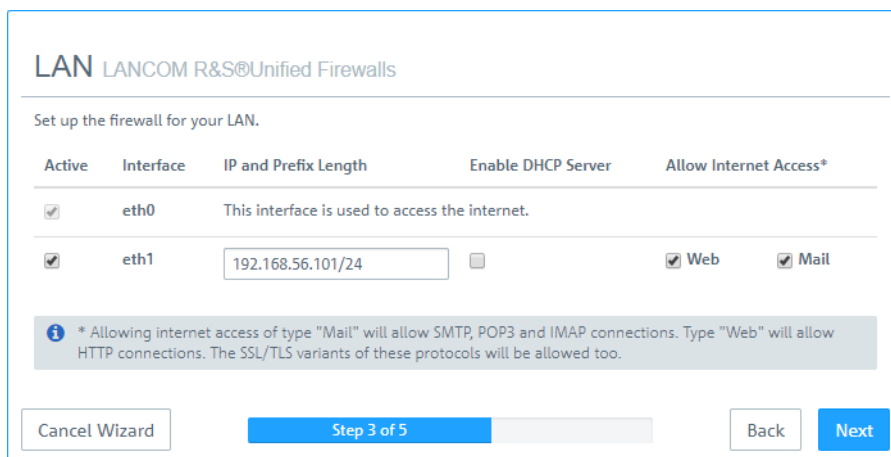 LAN LANCOM R&S®Unified Firewalls
Set up the firewall for your LAN.
Active Interface IP and Prefix Length Enable DHCP Server Allow Internet Access*
eth0 This interface is used to access the internet.
eth1 192.168.56.101/24 Web Mail
* Allowing internet access of type "Mail" will allow SMTP, POP3 and IMAP connections. Type "Web" will allow
HTTP connections. The SSL/TLS variants of these protocols will be allowed too.
Cancel Wizard Step 3 of 5 Back Next